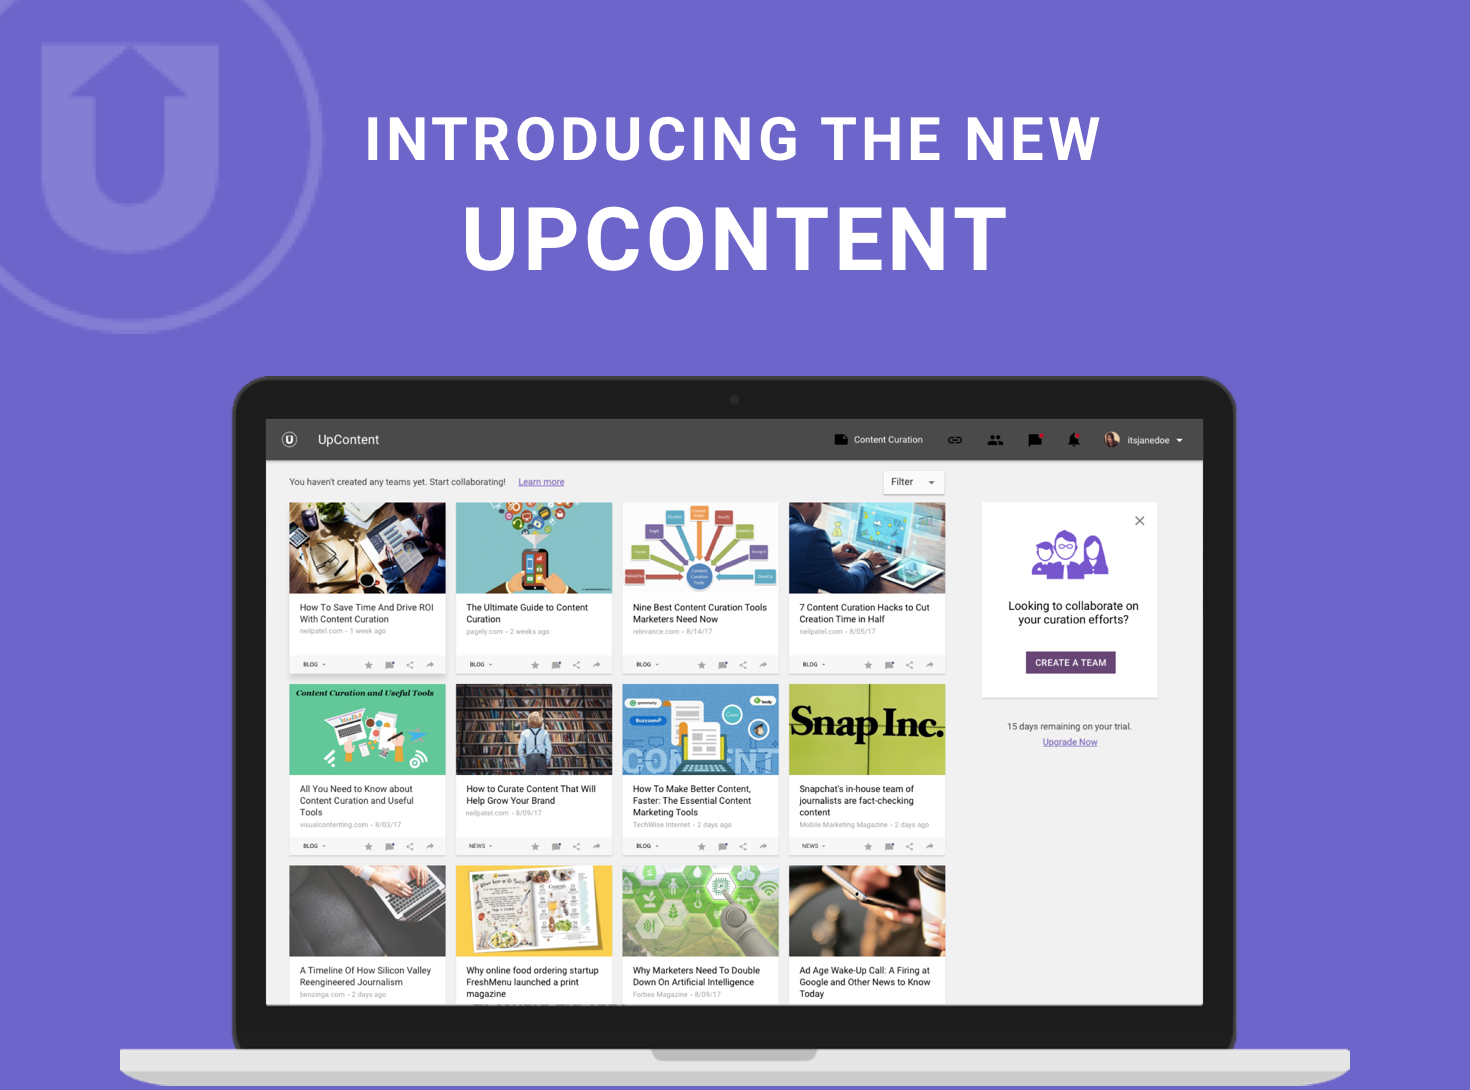 INTRODUCING THE NEW
UPCONTENT
UpContent
Content Curation
itsjanedoe
You haven't created any teams yet. Start collaborating! Learn more
Filter
How To Save Time And Drive ROI
With Content Curation
neilpatel.com - 1 week ago
BLOG
The Ultimate Guide to Content
Curation
pagely.com - 2 weeks ago
BLOG
Content
Curation
Tools
Nine Best Content Curation Tools
Marketers Need Now
relevance.com - 8/14/17
BLOG
7 Content Curation Hacks to Cut
Creation Time in Half
neilpatel.com - 8/05/17
BLOG
Looking to collaborate on
your curation efforts?
CREATE A TEAM
15 days remaining on your trial.
Upgrade Now
Content Curation and Useful Tools
All You Need to Know about
Content Curation and Useful
Tools
visualcontenting.com - 8/03/17
BLOG
How to Curate Content That Will
Help Grow Your Brand
neilpatel.com - 8/09/17
NEWS
grammarly
feedly
Buzzsumo
Canva
CONTENT
How To Make Better Content,
Faster: The Essential Content
Marketing Tools
TechWise Internet - 2 days ago
BLOG
Snap Inc.
Snapchat's in-house team of
journalists are fact-checking
content
Mobile Marketing Magazine - 2 days ago
NEWS
A Timeline Of How Silicon Valley
Reengineered Journalism
benzinga.com - 2 days ago
Contents
Why online food ordering startup
FreshMenu launched a print
magazine
Why Marketers Need To Double
Down On Artificial Intelligence
Forbes Magazine - 8/09/17
Ad Age Wake-Up Call: A Firing at
Google and Other News to Know
Today